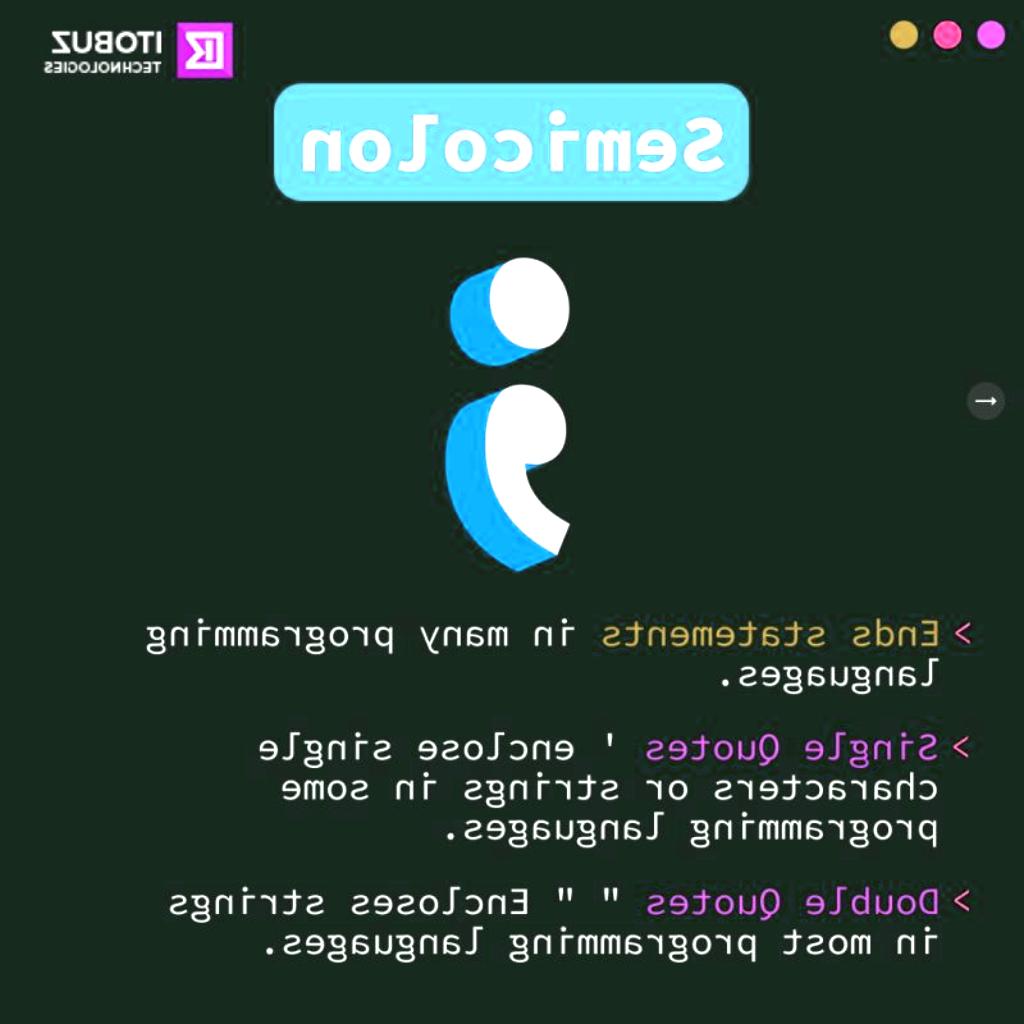 ITOBUZ
TECHNOLOGIES
Semicolon
;
> Ends statements in many programming
languages.
> Single Quotes ' enclose single
characters or strings in some
programming languages.
> Double Quotes " " Encloses strings
in most programming languages.